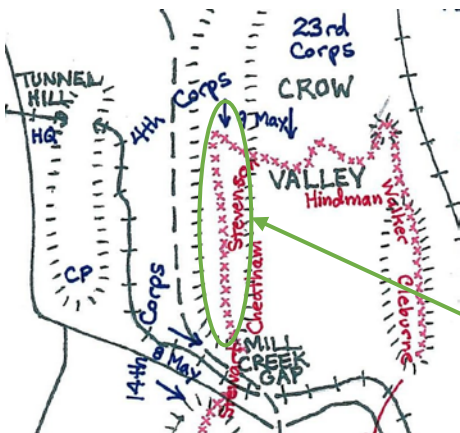 23rd
Corps
CROW
TUNNEL
HILL
HQ
4th Corps
9 May
Stevenson
VALLEY
Hindman
Walker
CP
Cheatham
Cleburne
Corps
14th
8 May
MILL
CREEK
GAP
Stewart